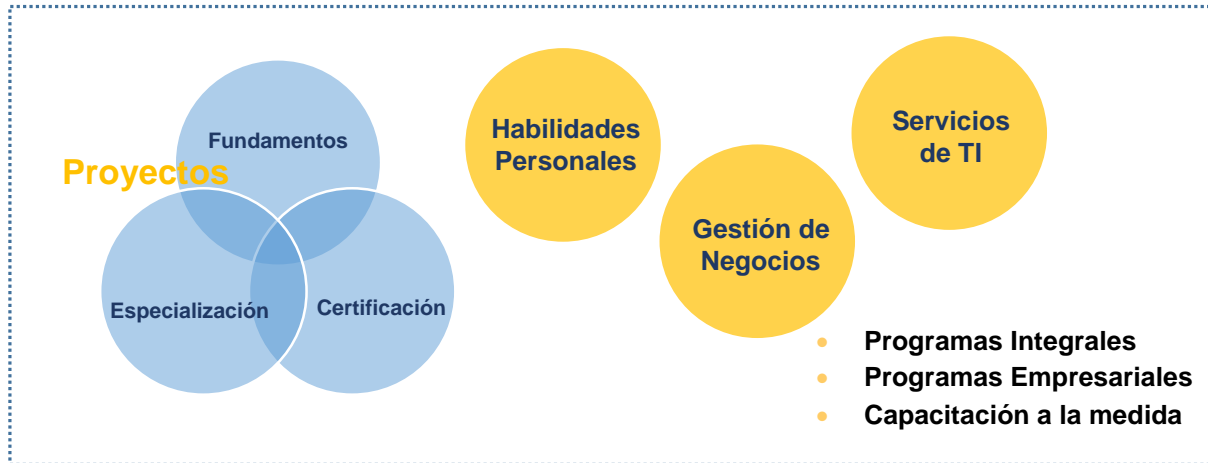 Proyectos
Fundamentos
Especialización
Certificación
Habilidades
Personales
Gestión de
Negocios
Servicios
de TI
Programas Integrales
Programas Empresariales
Capacitación a la medida